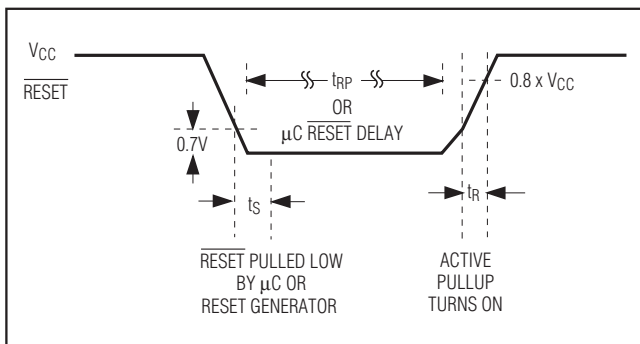 VCC
RESET
tRP
OR
μC RESET DELAY
0.8 x VCC
0.7V
tS
tR
RESET PULLED LOW
BY μC OR
RESET GENERATOR
ACTIVE
PULLUP
TURNS ON